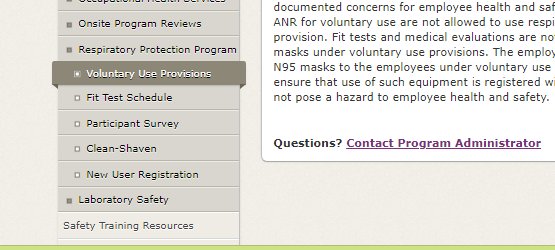 Occupational Health Services
Onsite Program Reviews
Respiratory Protection Program
Voluntary Use Provisions
Fit Test Schedule
Participant Survey
Clean-Shaven
New User Registration
Laboratory Safety
Safety Training Resources
documented concerns for employee health and saf
ANR for voluntary use are not allowed to use respi
provision. Fit tests and medical evaluations are no
masks under voluntary use provisions. The employ
N95 masks to the employees under voluntary use
ensure that use of such equipment is registered wi
not pose a hazard to employee health and safety.
Questions? Contact Program Administrator